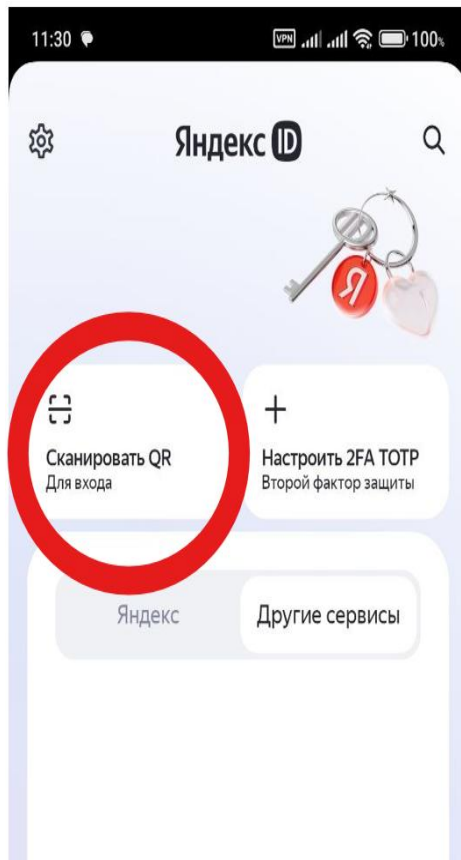 11:30 VPN 100%
Яндекс ID
Я
Сканировать QR
Для входа
Настроить 2FA TOTP
Второй фактор защиты
Яндекс
Другие сервисы